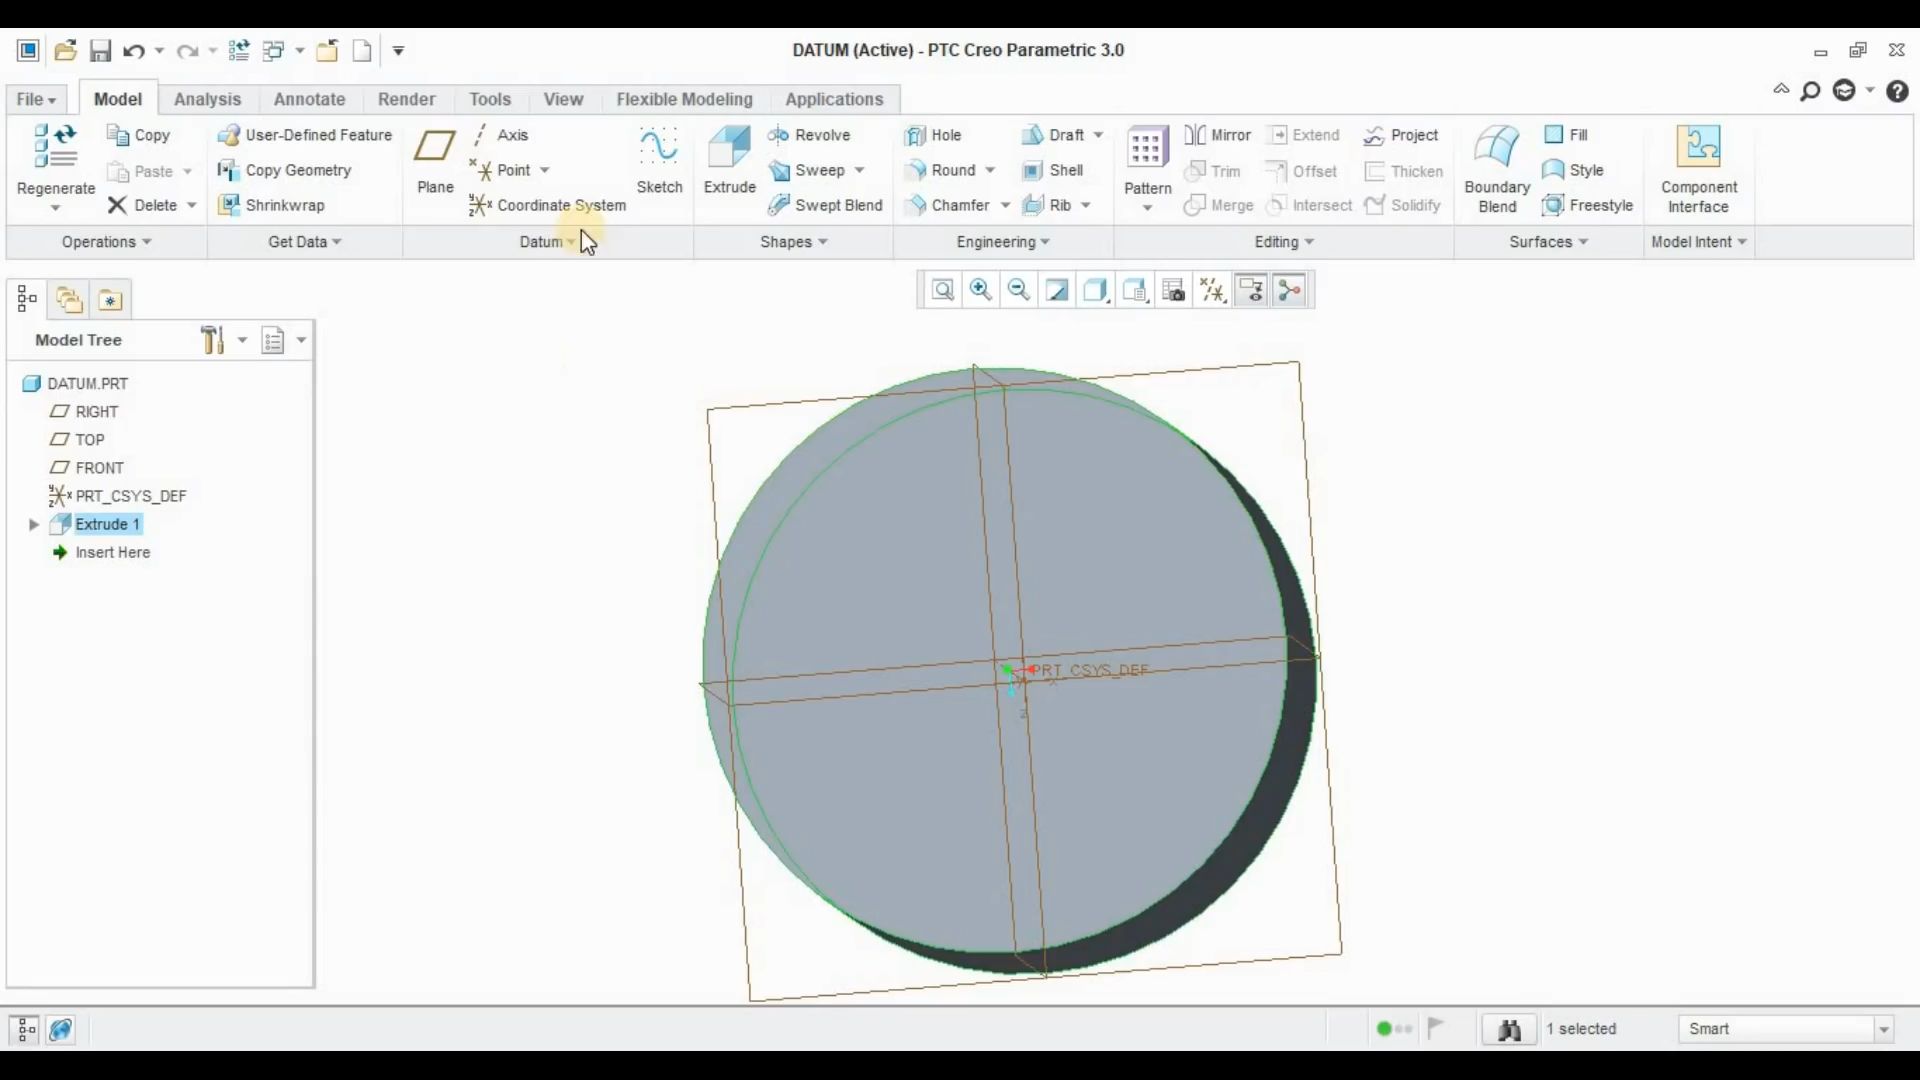 DATUM (Active) - PTC Creo Parametric 3.0
File Model Analysis Annotate Render Tools View Flexible Modeling Applications
Regenerate
Copy
Paste
Delete
Operations
User-Defined Feature
Copy Geometry
Shrinkwrap
Get Data
Plane
Axis
Point
Coordinate System
Sketch
Datum
Extrude
Revolve
Sweep
Swept Blend
Shapes
Hole
Round
Chamfer
Draft
Shell
Rib
Engineering
Pattern
Mirror
Trim
Merge
Extend
Offset
Intersect
Project
Thicken
Solidify
Editing
Boundary
Blend
Fill
Style
Freestyle
Surfaces
Component
Interface
Model Intent
Model Tree
DATUM.PRT
RIGHT
TOP
FRONT
PRT_CSYS_DEF
Extrude 1
Insert Here
PRT_CSYS_DEF
1 selected
Smart